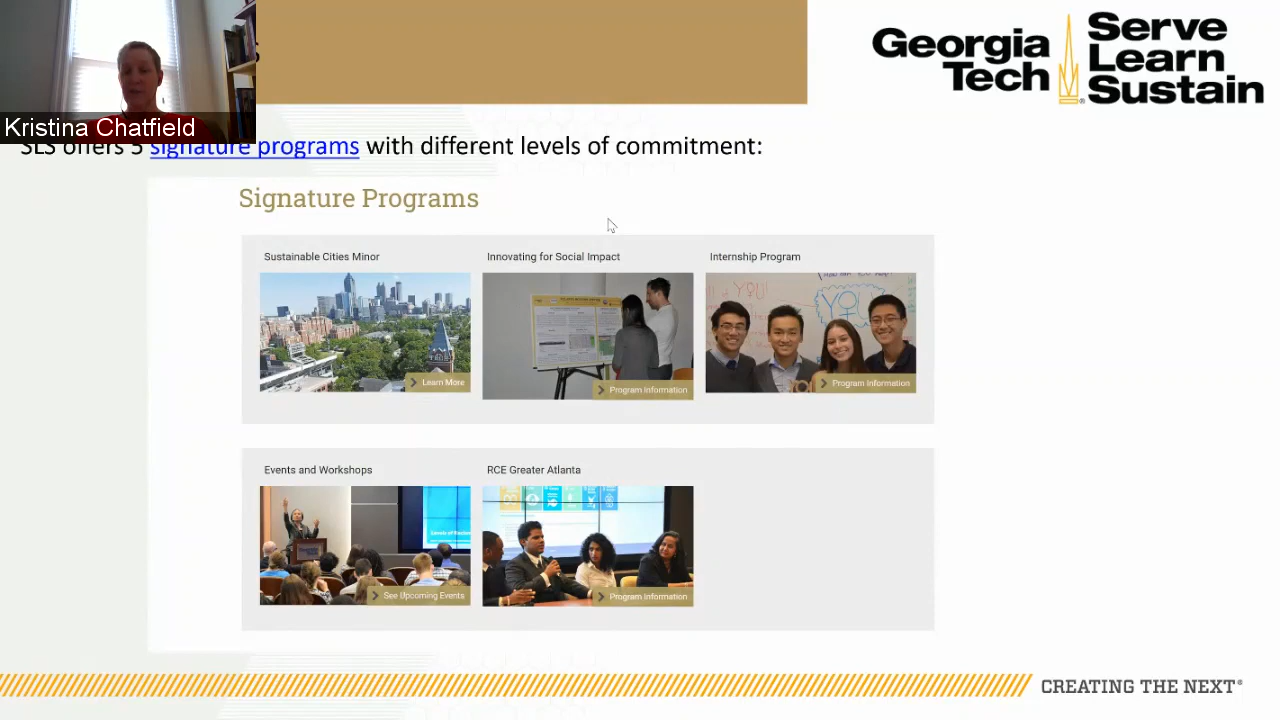 Georgia
Tech
Serve
Learn
Sustain
Kristina Chatfield
SLS offers 5 signature programs with different levels of commitment:
Signature Programs
Sustainable Cities Minor
Innovating for Social Impact
Internship Program
Learn More
Program Information
Program Information
YOU!
YOU!
Events and Workshops
RCE Greater Atlanta
See Upcoming Events
Program Information
CREATING THE NEXT®